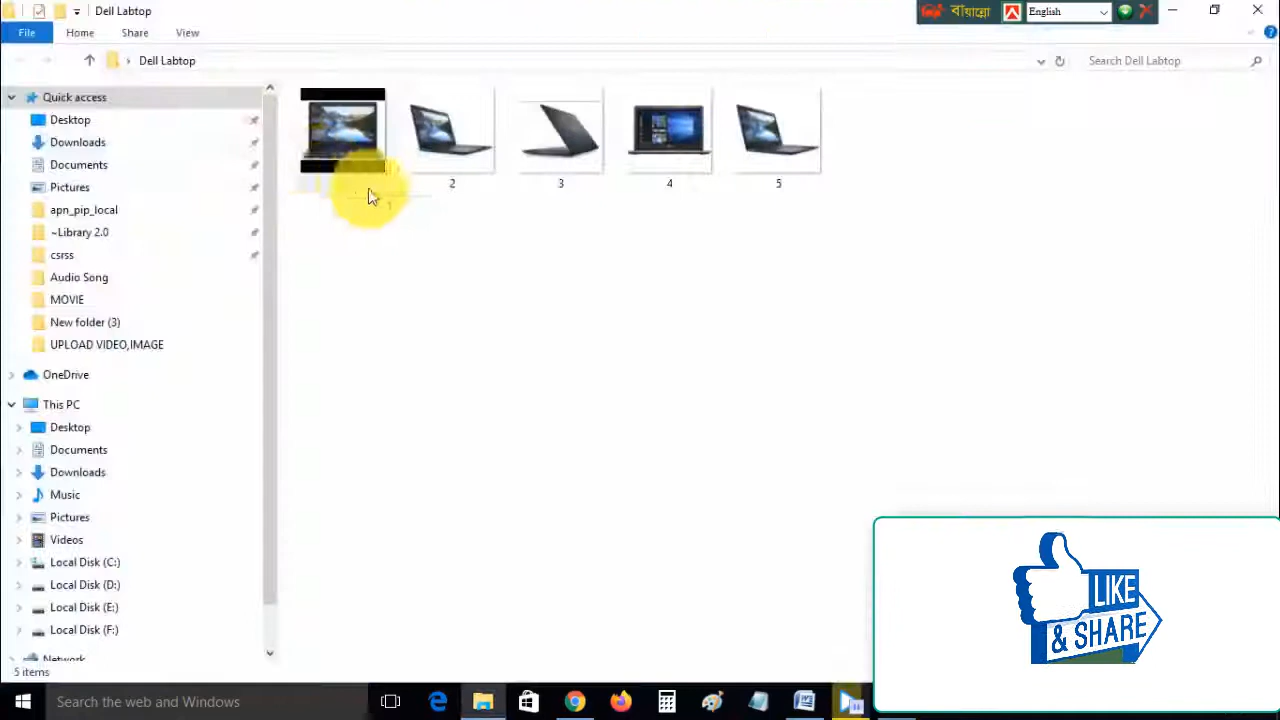 Dell Labtop
বায়ান্নো
English
File
Home
Share
View
Dell Labtop
Search Dell Labtop
Quick access
Desktop
Downloads
Documents
Pictures
apn_pip_local
~Library 2.0
csrss
Audio Song
MOVIE
New folder (3)
UPLOAD VIDEO,IMAGE
OneDrive
This PC
Desktop
Documents
Downloads
Music
Pictures
Videos
Local Disk (C:)
Local Disk (D:)
Local Disk (E:)
Local Disk (F:)
Network
1
2
3
4
5
5 items
LIKE
& SHARE
Search the web and Windows